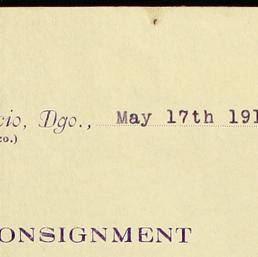 cio, Dgo., May 17th 191
co.)
ONSIGNMENT